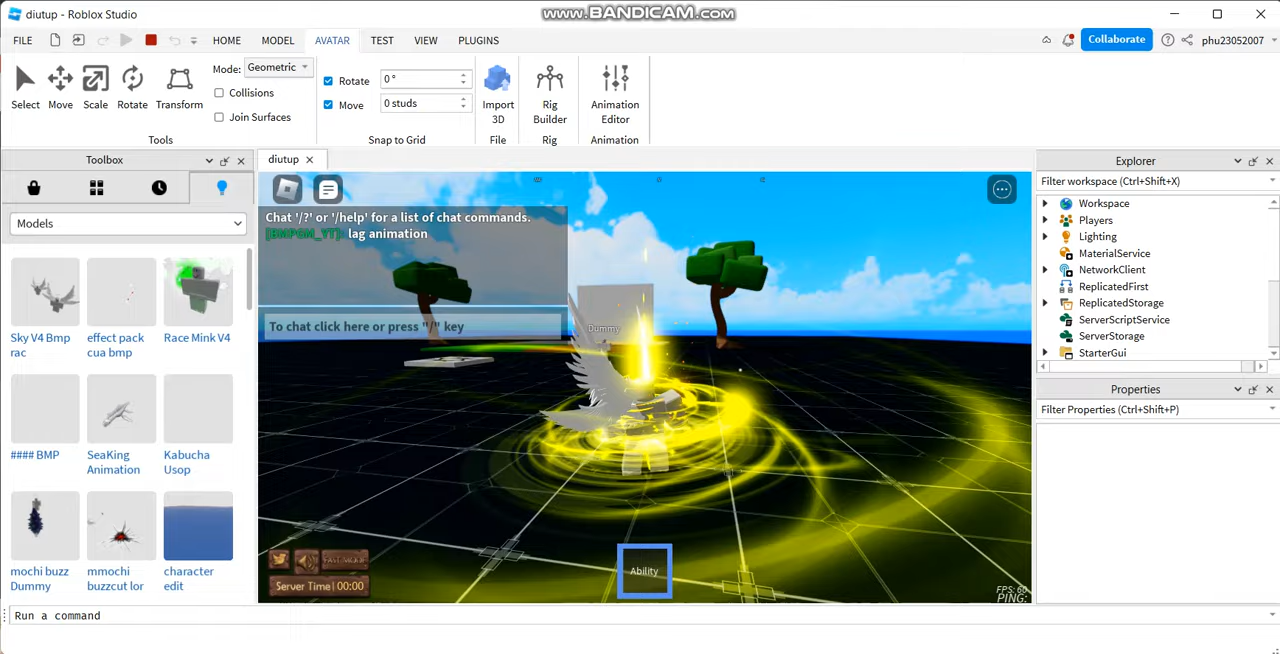 diutup - Roblox Studio
www.BANDICAM.com
FILE
HOME
MODEL
AVATAR
TEST
VIEW
PLUGINS
Collaborate
phu23052007
Select
Move
Scale
Rotate
Transform
Mode: Geometric
Collisions
Join Surfaces
Tools
Rotate 0 °
Move 0 studs
Snap to Grid
Import
3D
File
Rig
Builder
Rig
Animation
Editor
Animation
Toolbox
Models
Sky V4 Bmp
rac
effect pack
cua bmp
Race Mink V4
#### BMP
SeaKing
Animation
Kabucha
Usop
mochi buzz
Dummy
mmochi
buzzcut lor
character
edit
diutup
Chat '/?' or '/help' for a list of chat commands.
[BMPGM_YT]: lag animation
To chat click here or press "/" key
Dummy
Ability
FAST MODE
Server Time | 00:00
FPS: 60
PING:
Explorer
Filter workspace (Ctrl+Shift+X)
Workspace
Players
Lighting
MaterialService
NetworkClient
ReplicatedFirst
ReplicatedStorage
ServerScriptService
ServerStorage
StarterGui
Properties
Filter Properties (Ctrl+Shift+P)
Run a command